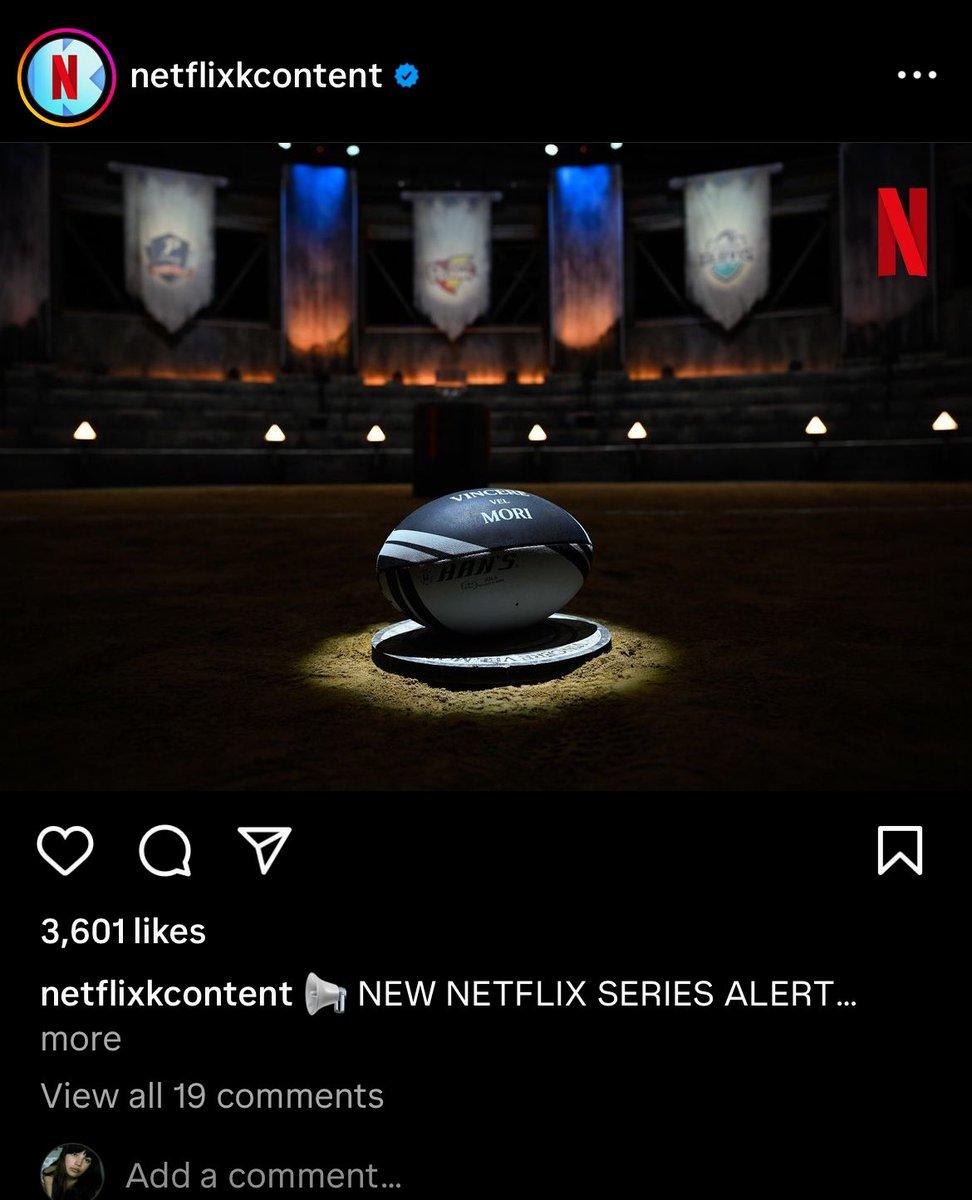 netflixkcontent
N
VINCERE
VEL
MORI
HAN'S
3,601 likes
netflixkcontent 📢 NEW NETFLIX SERIES ALERT...
more
View all 19 comments
Add a comment...